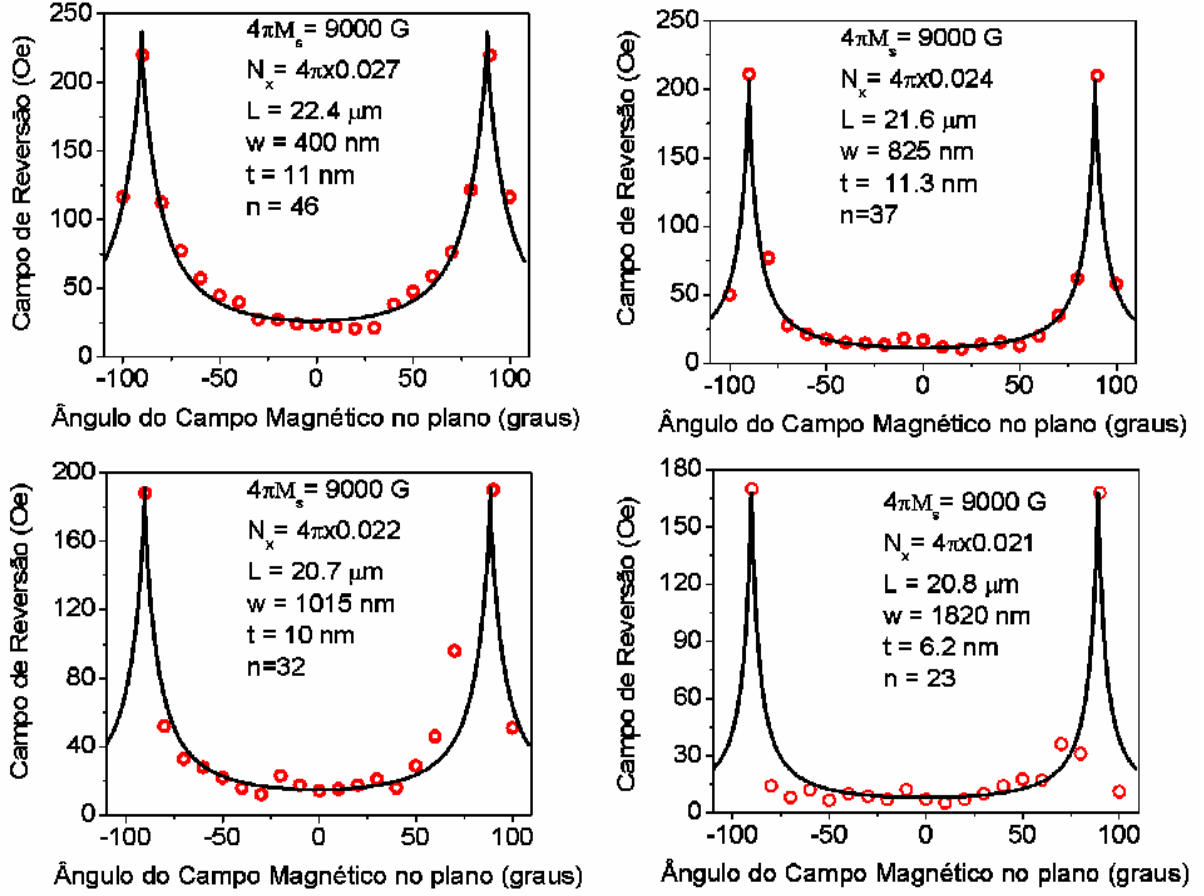 250
200
150
100
50
0
Campo de Reversão (Oe)
4πMs= 9000 G
Nx = 4πx0.027
L = 22.4 µm
w = 400 nm
t = 11 nm
n = 46
-100 -50 0 50 100
Ângulo do Campo Magnético no plano (graus)
250
200
150
100
50
0
Campo de Reversão (Oe)
4πMs= 9000 G
Nx = 4πx0.024
L = 21.6 µm
w = 825 nm
t = 11.3 nm
n=37
-100 -50 0 50 100
Ângulo do Campo Magnético no plano (graus)
200
160
120
80
40
0
Campo de Reversão (Oe)
4πMs= 9000 G
Nx = 4πx0.022
L = 20.7 µm
w = 1015 nm
t = 10 nm
n=32
-100 -50 0 50 100
Ângulo do Campo Magnético no plano (graus)
180
150
120
90
60
30
0
Campo de Reversão (Oe)
4πMs= 9000 G
Nx = 4πx0.021
L = 20.8 µm
w = 1820 nm
t = 6.2 nm
n = 23
-100 -50 0 50 100
Ângulo do Campo Magnético no plano (graus)